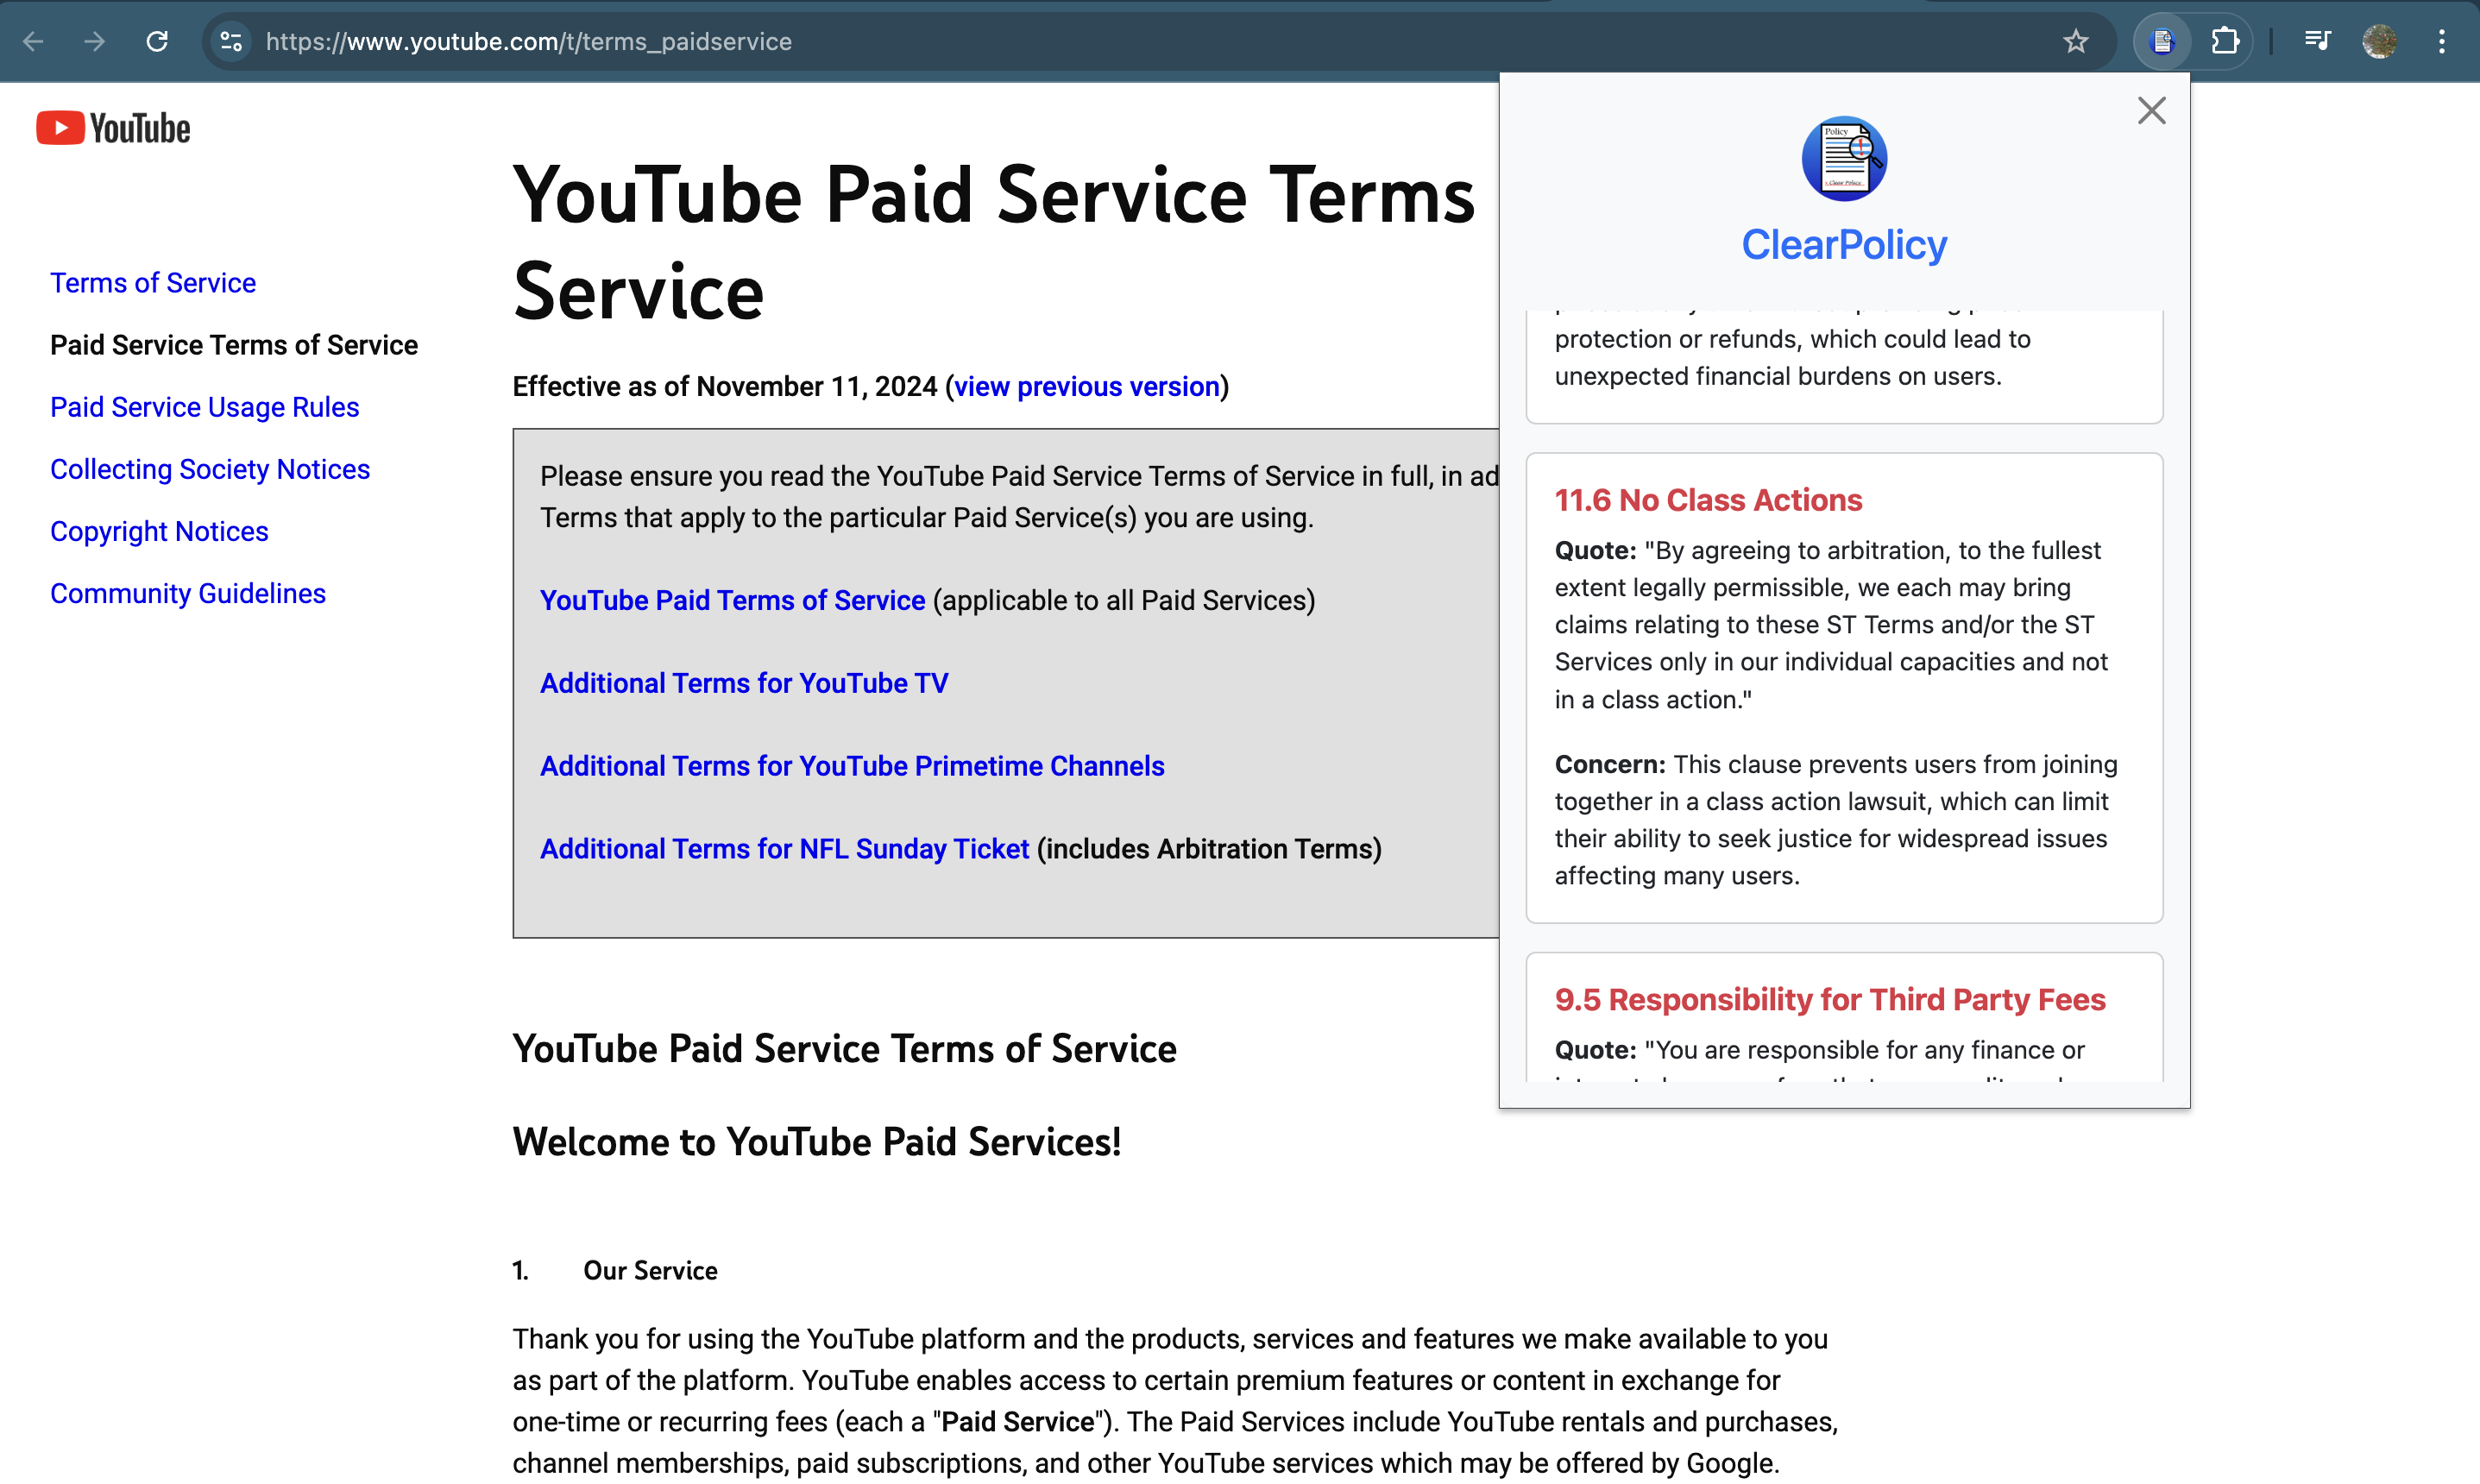 https://www.youtube.com/t/terms_paidservice
YouTube
Terms of Service
Paid Service Terms of Service
Paid Service Usage Rules
Collecting Society Notices
Copyright Notices
Community Guidelines
YouTube Paid Service Terms
Service
Effective as of November 11, 2024 (view previous version)
Please ensure you read the YouTube Paid Service Terms of Service in full, in ad
Terms that apply to the particular Paid Service(s) you are using.
YouTube Paid Terms of Service (applicable to all Paid Services)
Additional Terms for YouTube TV
Additional Terms for YouTube Primetime Channels
Additional Terms for NFL Sunday Ticket (includes Arbitration Terms)
YouTube Paid Service Terms of Service
Welcome to YouTube Paid Services!
1. Our Service
Thank you for using the YouTube platform and the products, services and features we make available to you
as part of the platform. YouTube enables access to certain premium features or content in exchange for
one-time or recurring fees (each a "Paid Service"). The Paid Services include YouTube rentals and purchases,
channel memberships, paid subscriptions, and other YouTube services which may be offered by Google.
Policy
Clear Police
ClearPolicy
protection or refunds, which could lead to
unexpected financial burdens on users.
11.6 No Class Actions
Quote: "By agreeing to arbitration, to the fullest
extent legally permissible, we each may bring
claims relating to these ST Terms and/or the ST
Services only in our individual capacities and not
in a class action."
Concern: This clause prevents users from joining
together in a class action lawsuit, which can limit
their ability to seek justice for widespread issues
affecting many users.
9.5 Responsibility for Third Party Fees
Quote: "You are responsible for any finance or